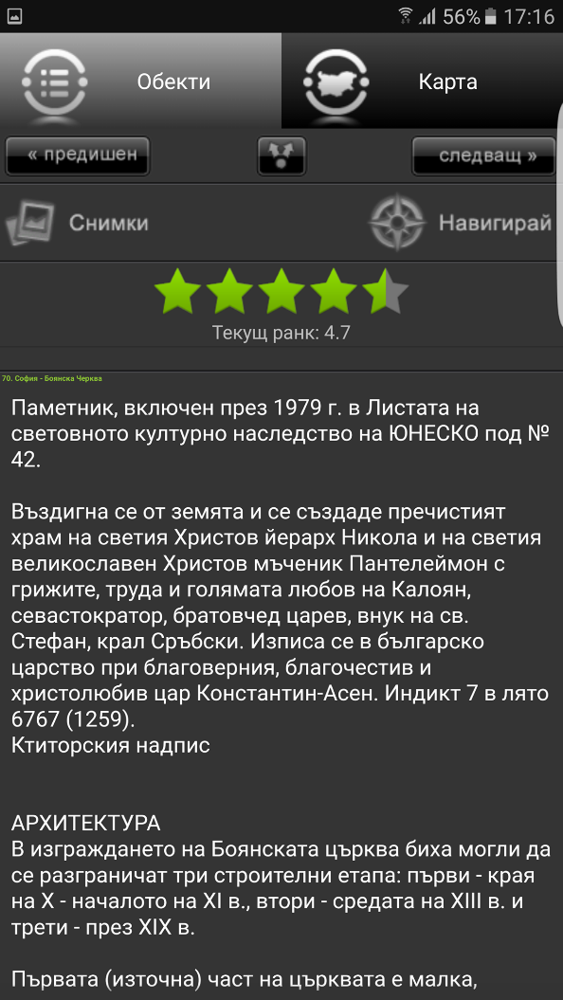 56% 17:16
Обекти
Карта
« предишен
следващ »
Снимки
Навигирай
Текущ ранк: 4.7
70. София - Боянска Черква
Паметник, включен през 1979 г. в Листата на
световното културно наследство на ЮНЕСКО под №
42.
Въздигна се от земята и се създаде пречистият
храм на светия Христов йерарх Никола и на светия
великославен Христов мъченик Пантелеймон с
грижите, труда и голямата любов на Калоян,
севастократор, братовчед царев, внук на св.
Стефан, крал Сръбски. Изписа се в българско
царство при благоверния, благочестив и
христолюбив цар Константин-Асен. Индикт 7 в лято
6767 (1259).
Ктиторския надпис
АРХИТЕКТУРА
В изграждането на Боянската църква биха могли да
се разграничат три строителни етапа: първи - края
на X - началото на XI в., втори - средата на XIII в. и
трети - през XIX в.
Първата (източна) част на църквата е малка,